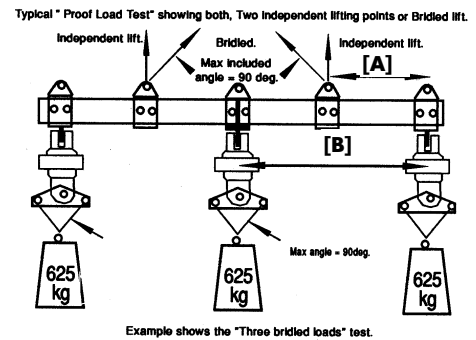 Typical " Proof Load Test" showing both, Two independent lifting points or Bridled lift.
Independent lift.
Bridled.
Independent lift.
Max included
angle = 90 deg.
[A]
[B]
Max angle = 90deg.
625
kg
625
kg
625
kg
Example shows the "Three bridled loads" test.